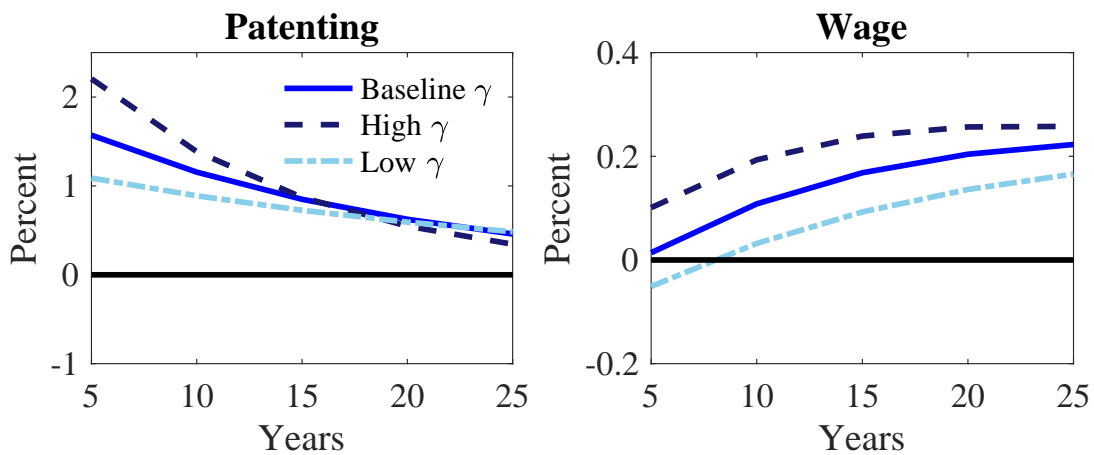 Patenting
Percent
2
1
0
-1
Baseline γ
High γ
Low γ
5 10 15 20 25
Years
Wage
Percent
0.4
0.2
0
-0.2
5 10 15 20 25
Years